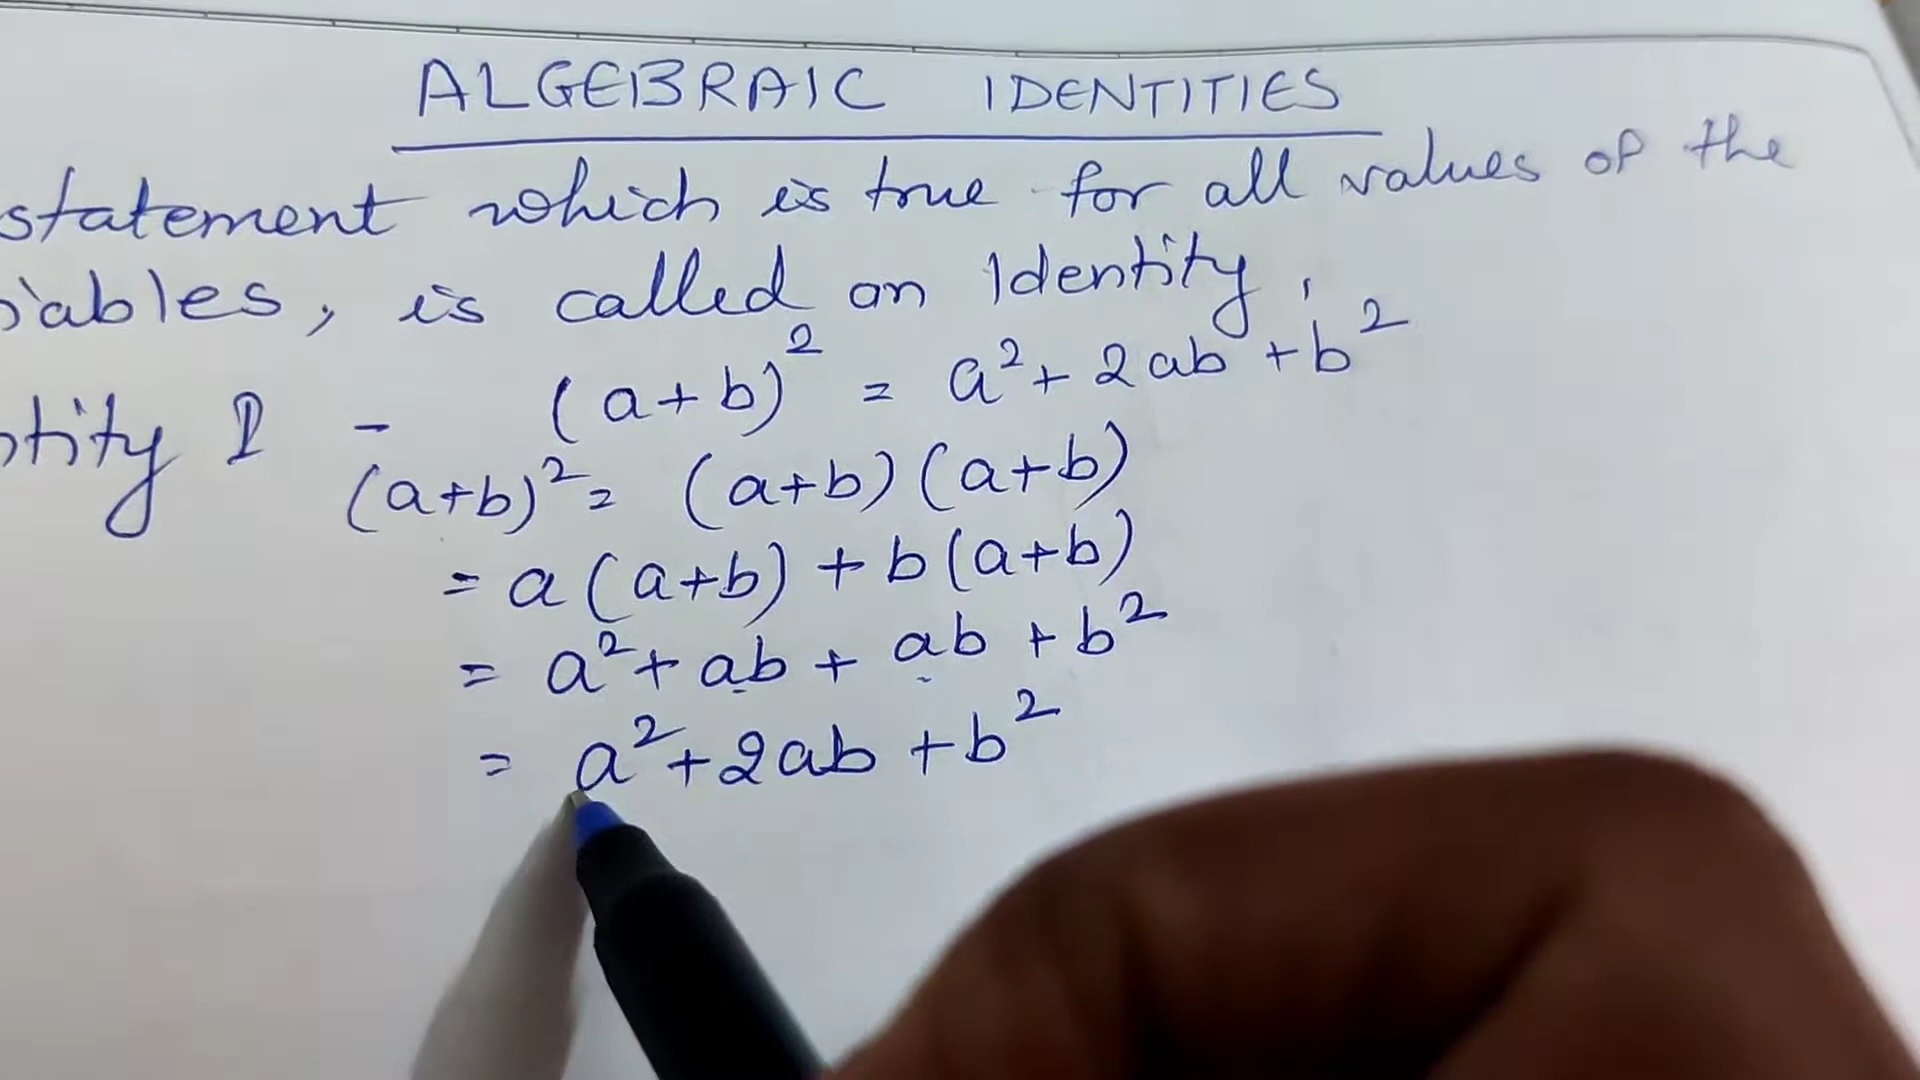 ALGEBRAIC IDENTITIES
statement which is true for all values of the
iables, is called an Identity.
ntity I - (a+b)² = a²+ 2ab +b²
(a+b)² = (a+b) (a+b)
= a (a+b) + b (a+b)
= a²+ ab + ab + b²
= a²+2ab +b²